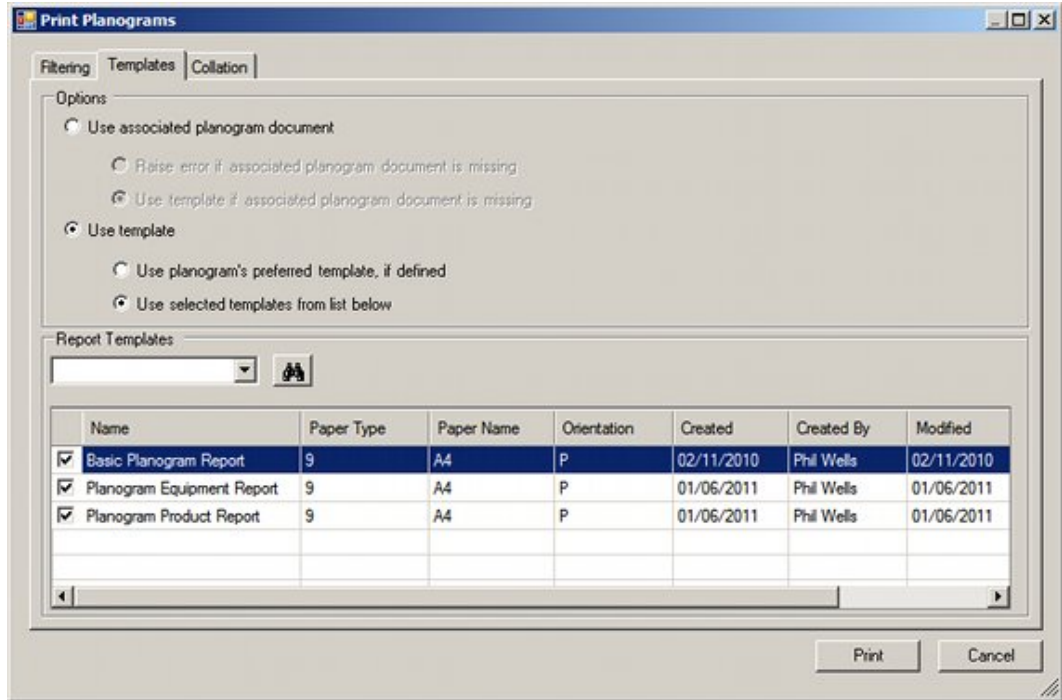 Print Planograms
Filtering Templates Collation
Options
Use associated planogram document
Raise error if associated planogram document is missing
Use template if associated planogram document is missing
Use template
Use planogram's preferred template, if defined
Use selected templates from list below
Report Templates
Name Paper Type Paper Name Orientation Created Created By Modified
Basic Planogram Report 9 A4 P 02/11/2010 Phil Wells 02/11/2010
Planogram Equipment Report 9 A4 P 01/06/2011 Phil Wells 01/06/2011
Planogram Product Report 9 A4 P 01/06/2011 Phil Wells 01/06/2011
Print Cancel